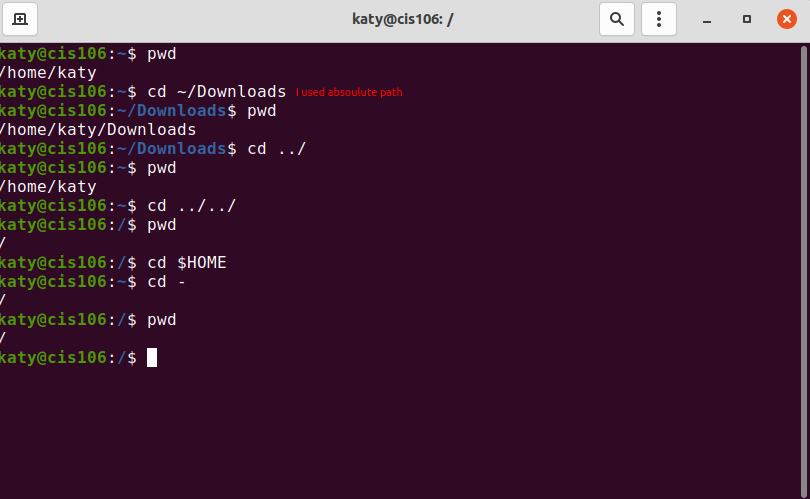 katy@cis106: /
katy@cis106:~$ pwd
/home/katy
katy@cis106:~$ cd ~/Downloads I used absoulute path
katy@cis106:~/Downloads$ pwd
/home/katy/Downloads
katy@cis106:~/Downloads$ cd ../
katy@cis106:~$ pwd
/home/katy
katy@cis106:~$ cd ../../
katy@cis106:/$ pwd
/
katy@cis106:/$ cd $HOME
katy@cis106:~$ cd -
/
katy@cis106:/$ pwd
/
katy@cis106:/$